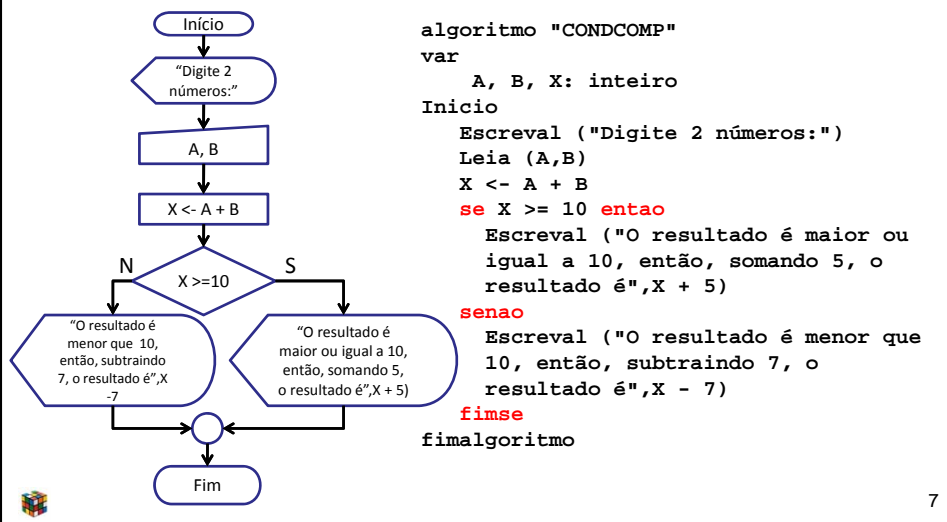 Início
"Digite 2
números:"
A, B
X <- A + B
N
S
X >=10
"O resultado é
menor que 10,
então, subtraindo
7, o resultado é",X
-7
"O resultado é
maior ou igual a 10,
então, somando 5,
o resultado é",X + 5)
Fim
algoritmo "CONDCOMP"
var
A, B, X: inteiro
Inicio
Escreval ("Digite 2 números:")
Leia (A,B)
X <- A + B
se X >= 10 entao
Escreval ("O resultado é maior ou
igual a 10, então, somando 5, o
resultado é",X + 5)
senao
Escreval ("O resultado é menor que
10, então, subtraindo 7, o
resultado é",X - 7)
fimse
fimalgoritmo
7